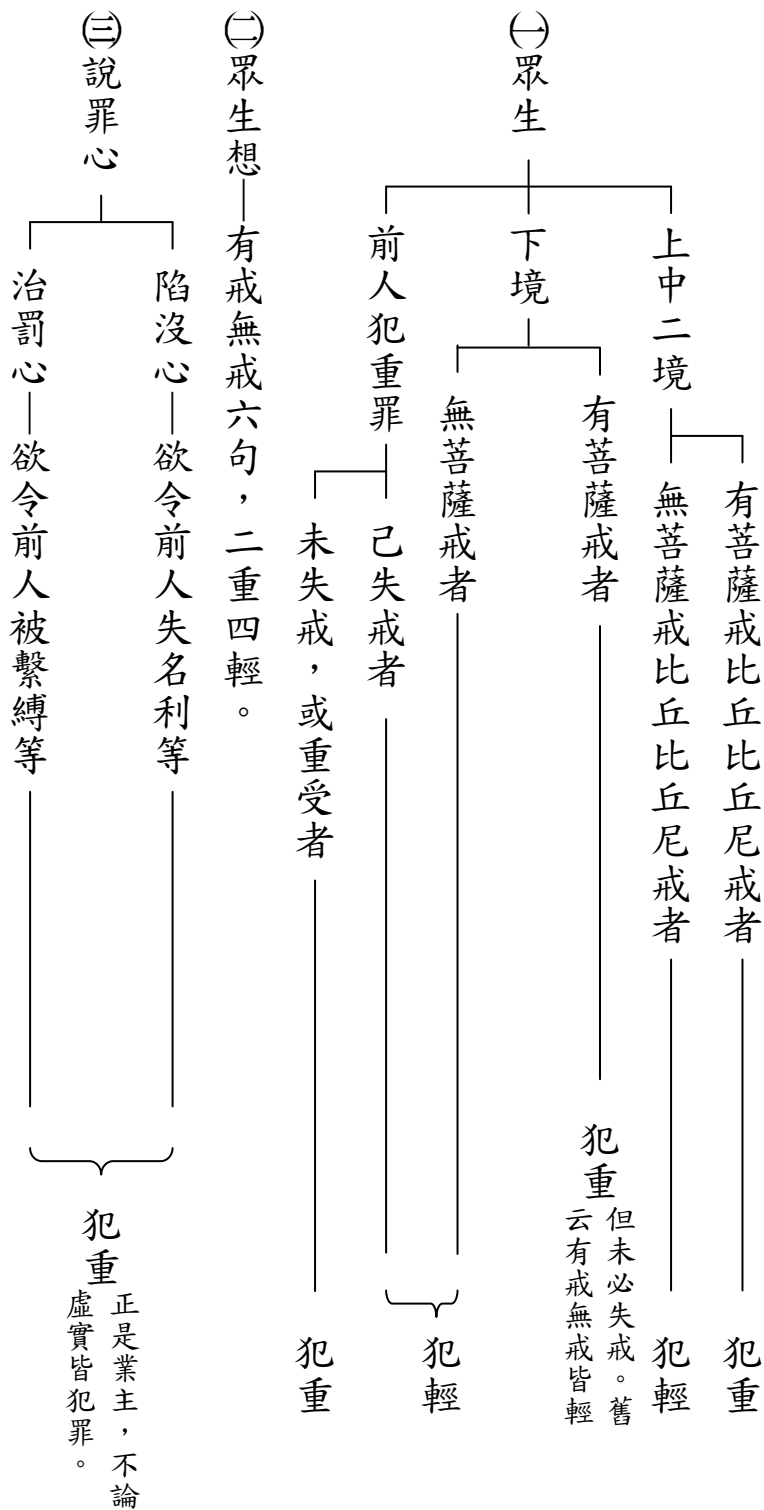 ㈠眾生
上中二境
有菩薩戒比丘比丘尼戒者
犯重
無菩薩戒比丘比丘尼戒者
犯輕
下境
有菩薩戒者
犯重
但未必失戒。舊
云有戒無戒皆輕
無菩薩戒者
前人犯重罪
己失戒者
犯輕
未失戒，或重受者
犯重
㈡眾生想—有戒無戒六句，二重四輕。
㈢說罪心
陷沒心—欲令前人失名利等
治罰心—欲令前人被繫縛等
犯重
正是業主，不論
虛實皆犯罪。